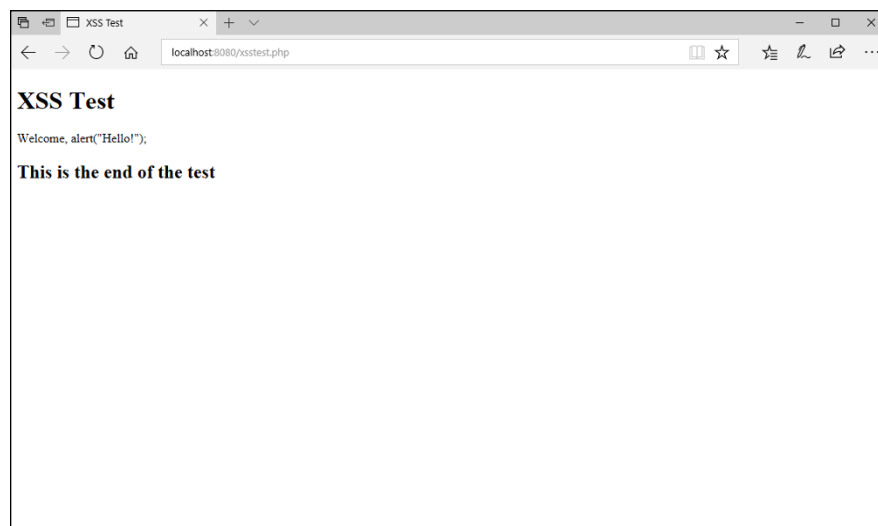 XSS Test
localhost:8080/xsstest.php
XSS Test
Welcome, alert("Hello!");
This is the end of the test